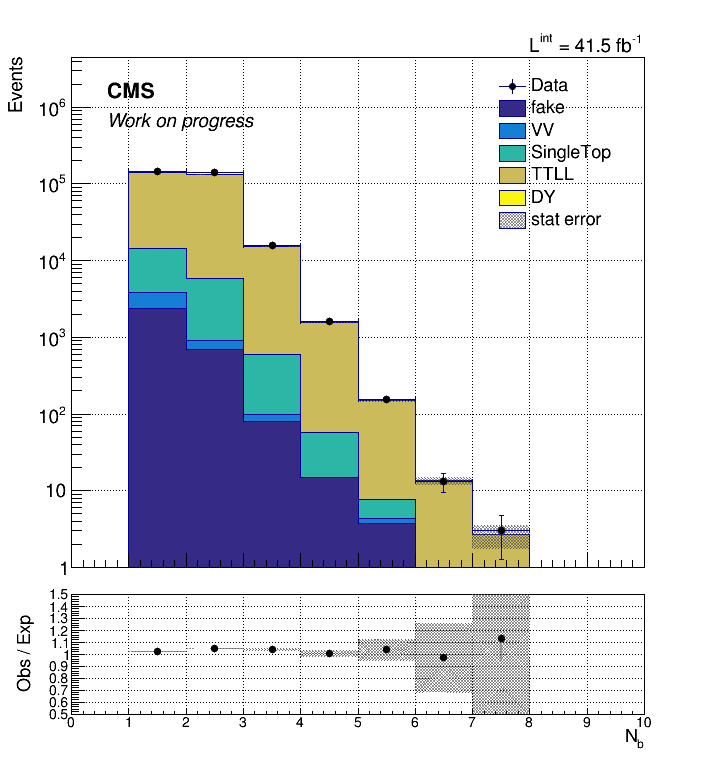 L^int = 41.5 fb^-1
Events
CMS
Work on progress
Data
fake
VV
SingleTop
TTLL
DY
stat error
10^6
10^5
10^4
10^3
10^2
10
1
Obs / Exp
1.5
1.4
1.3
1.2
1.1
1
0.9
0.8
0.7
0.6
0.5
0 1 2 3 4 5 6 7 8 9 10
N_b